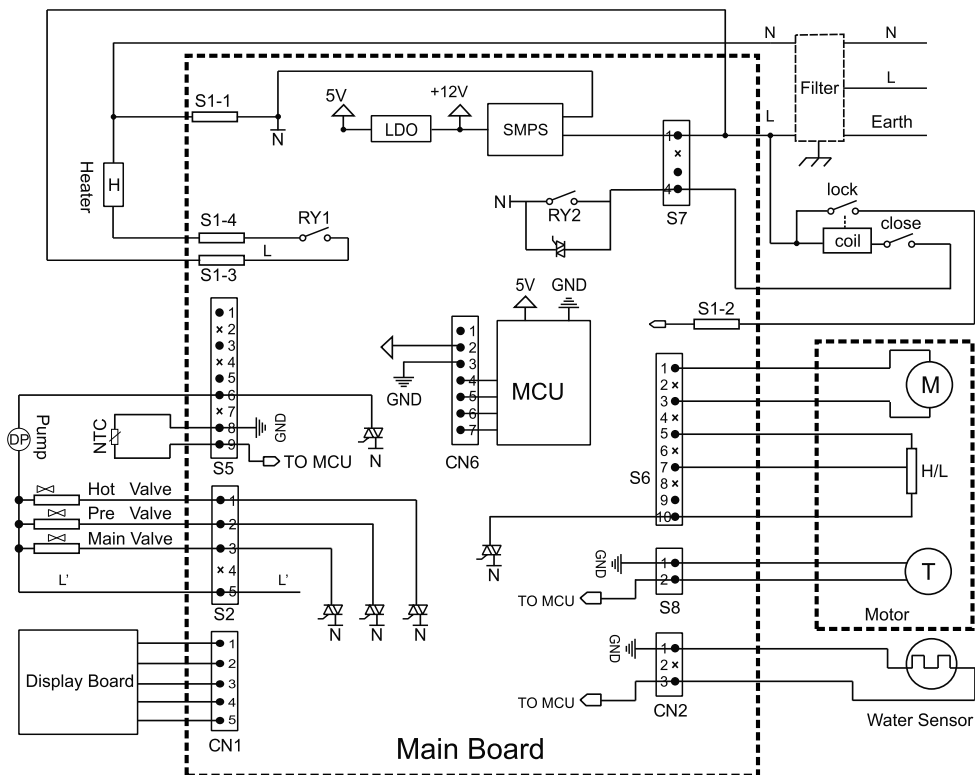 N
N
L
Earth
Filter
L
S1-1
N
5V
+12V
LDO
SMPS
1
×
4
S7
Heater
H
N
RY2
lock
coil
close
S1-4
RY1
L
S1-3
S1-2
1
×2
3
×4
5
6
×7
8
9
S5
5V
GND
MCU
GND
1
2
3
4
5
6
7
CN6
1
2×
3
4×
5
6×
7
8×
9
10
S6
M
H/L
DP
Pump
NTC
GND
TO MCU
N
Hot Valve
Pre Valve
Main Valve
L'
L'
1
2
3
×4
5
S2
N
N
N
N
GND
1
2
S8
TO MCU
T
Motor
Display Board
1
2
3
4
5
CN1
GND
1
2×
3
CN2
TO MCU
Water Sensor
Main Board